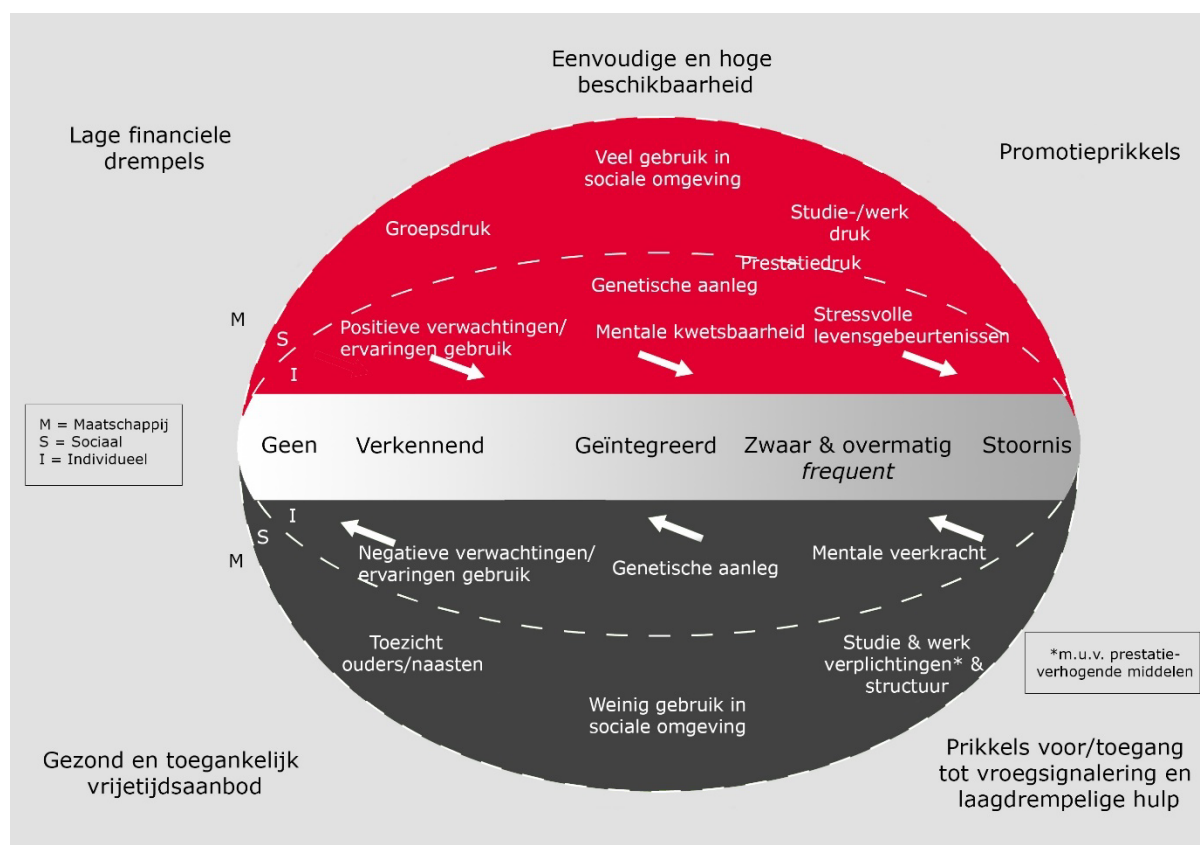 Eenvoudige en hoge
beschikbaarheid
Lage financiele
drempels
Promotieprikkels
Veel gebruik in
sociale omgeving
Groepsdruk
Studie-/werk
druk
Prestatiedruk
Genetische aanleg
M
S
I
Positieve verwachtingen/
ervaringen gebruik
Mentale kwetsbaarheid
Stressvolle
levensgebeurtenissen
M = Maatschappij
S = Sociaal
I = Individueel
Geen
Verkennend
Geïntegreerd
Zwaar & overmatig
frequent
Stoornis
I
S
M
Negatieve verwachtingen/
ervaringen gebruik
Genetische aanleg
Mentale veerkracht
Toezicht
ouders/naasten
Studie & werk
verplichtingen* &
structuur
*m.u.v. prestatie-
verhogende middelen
Weinig gebruik in
sociale omgeving
Gezond en toegankelijk
vrijetijdsaanbod
Prikkels voor/toegang
tot vroegsignalering en
laagdrempelige hulp